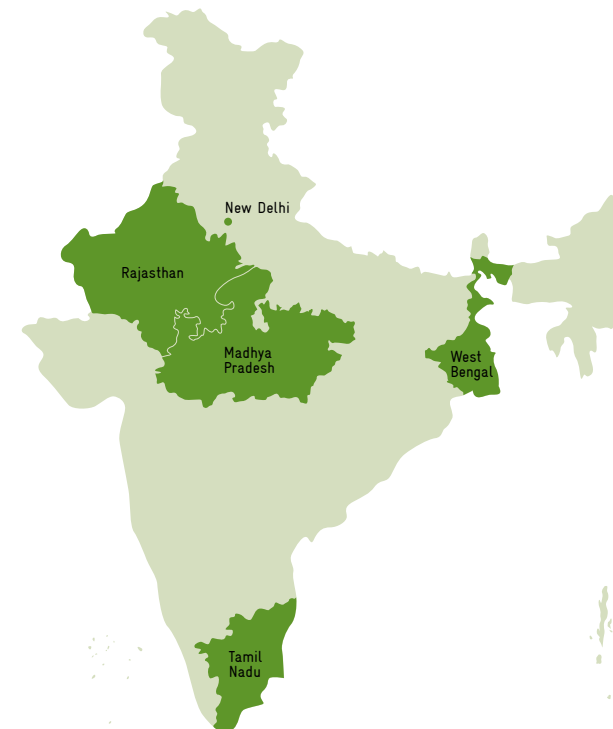 New Delhi
Rajasthan
Madhya
Pradesh
West
Bengal
Tamil
Nadu